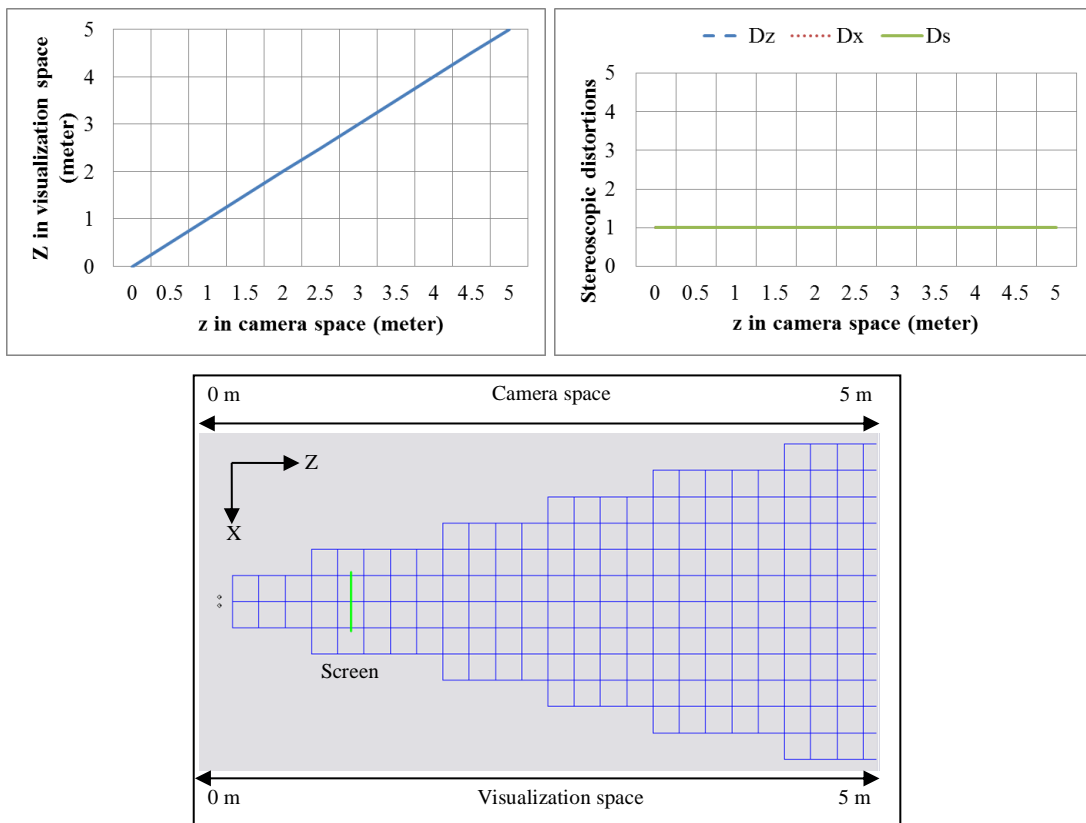 5
4
3
2
1
0
Z in visualization space
(meter)
0 0.5 1 1.5 2 2.5 3 3.5 4 4.5 5
z in camera space (meter)
Dz Dx Ds
5
4
3
2
1
0
Stereoscopic distortions
0 0.5 1 1.5 2 2.5 3 3.5 4 4.5 5
z in camera space (meter)
0 m Camera space 5 m
Z
X
Screen
0 m Visualization space 5 m